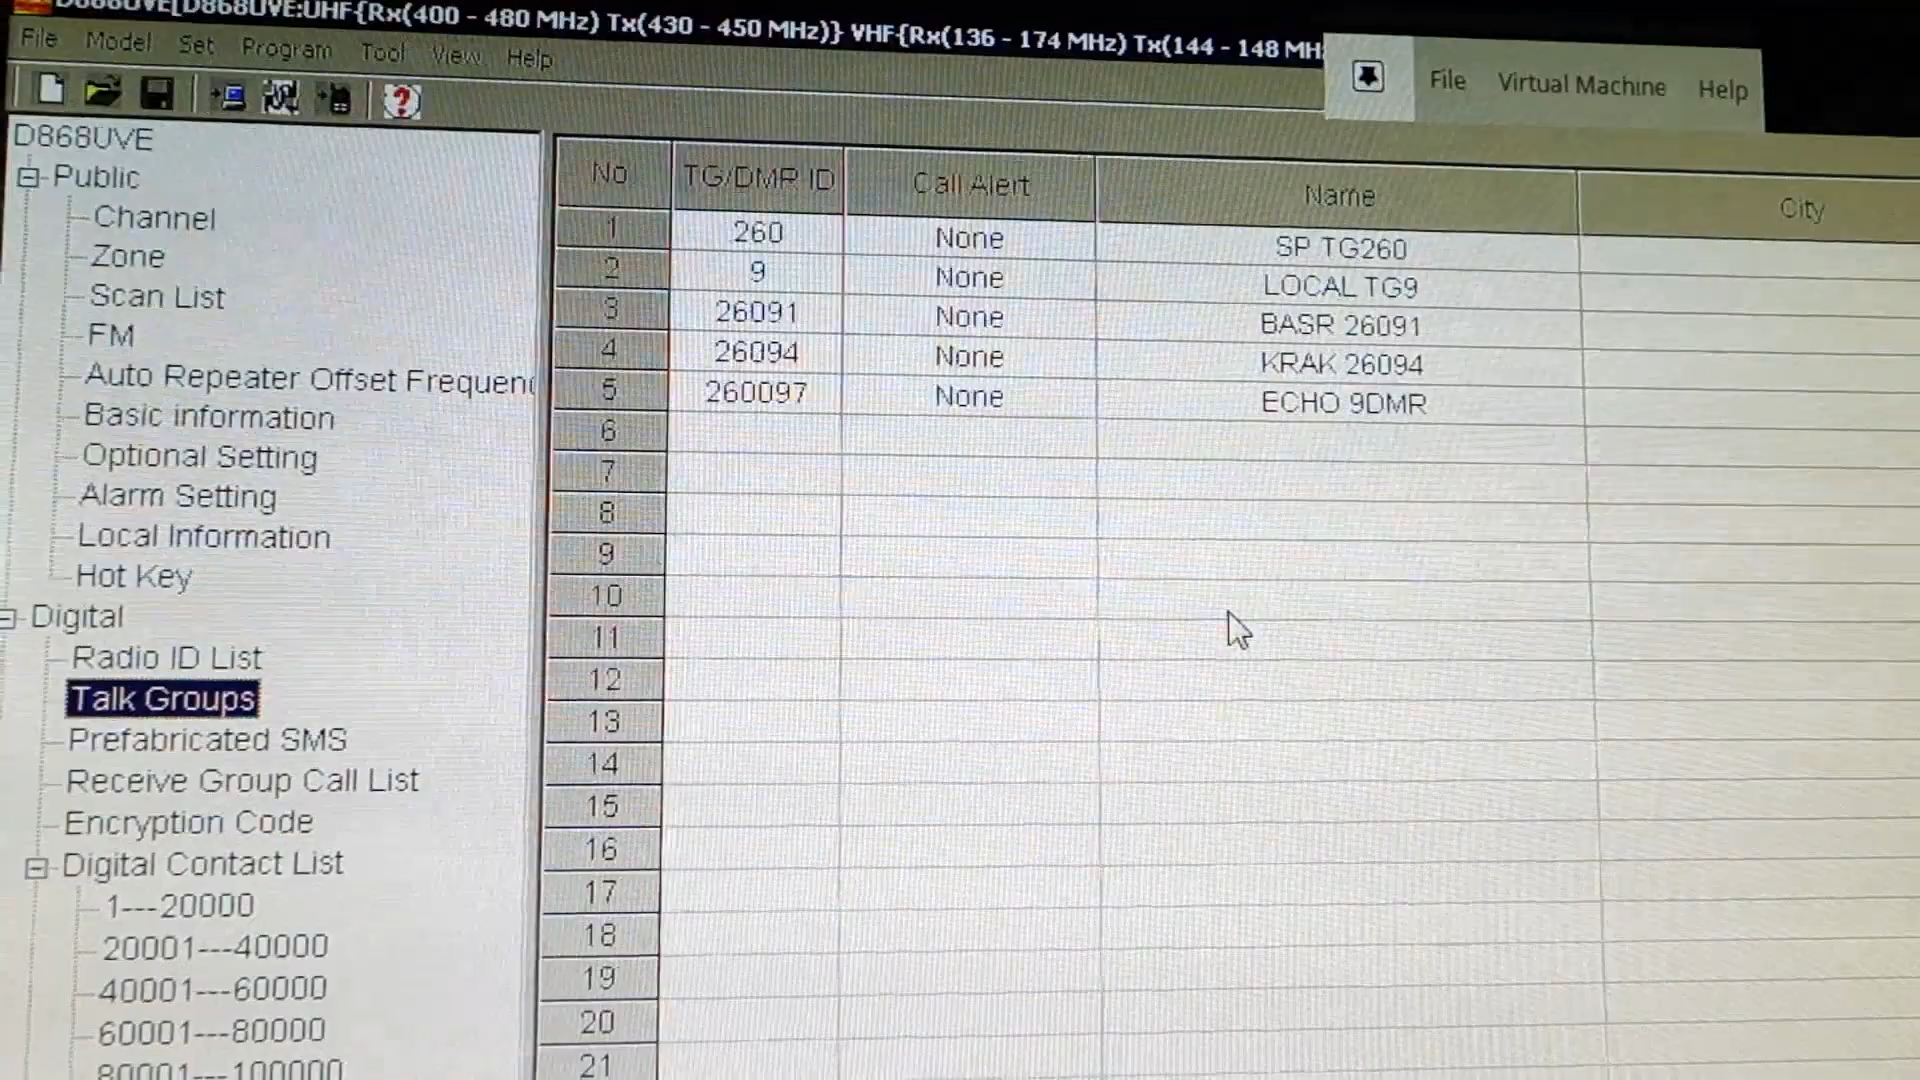 D868UVE[D868UVE:UHF{Rx(400 - 480 MHz) Tx(430 - 450 MHz)} VHF{Rx(136 - 174 MHz) Tx(144 - 148 MH
File Model Set Program Tool View Help
File Virtual Machine Help
D868UVE
Public
Channel
Zone
Scan List
FM
Auto Repeater Offset Frequen
Basic information
Optional Setting
Alarm Setting
Local Information
Hot Key
Digital
Radio ID List
Talk Groups
Prefabricated SMS
Receive Group Call List
Encryption Code
Digital Contact List
1---20000
20001---40000
40001---60000
60001---80000
80001---100000
No TG/DMR ID Call Alert Name City
1 260 None SP TG260
2 9 None LOCAL TG9
3 26091 None BASR 26091
4 26094 None KRAK 26094
5 260097 None ECHO 9DMR
6
7
8
9
10
11
12
13
14
15
16
17
18
19
20
21